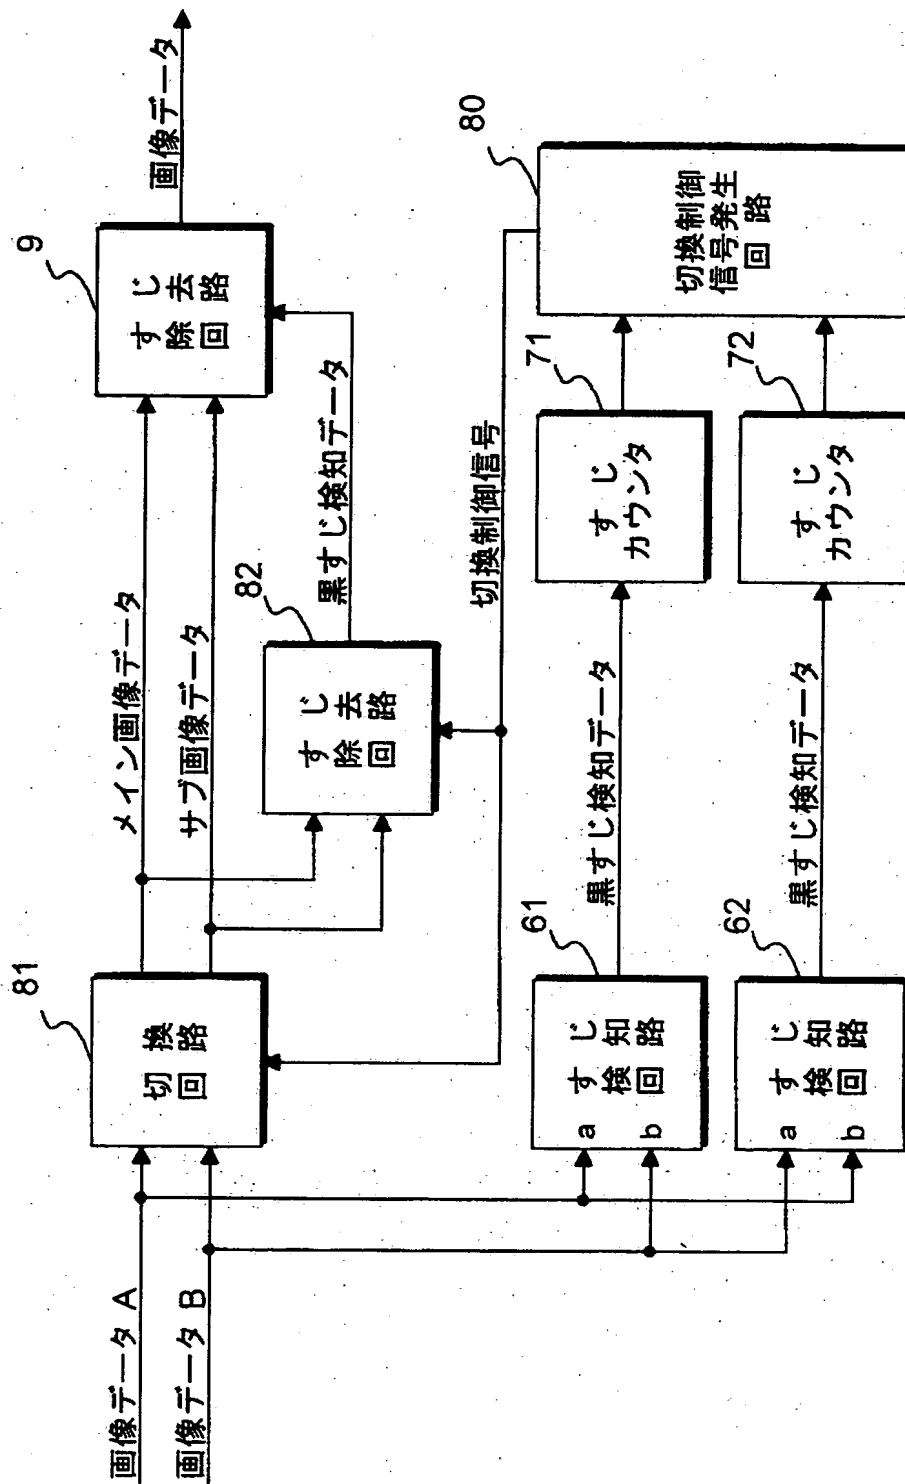 画像データ A
画像データ B
81
切換
回路
メイン画像データ
サブ画像データ
82
すじ
除去
回路
黒すじ検知データ
9
すじ
除去
回路
画像データ
切換制御信号
61
a
b
すじ
検知
回路
黒すじ検知データ
71
すじ
カウンタ
62
a
b
すじ
検知
回路
黒すじ検知データ
72
すじ
カウンタ
80
切換制御
信号発生
回路